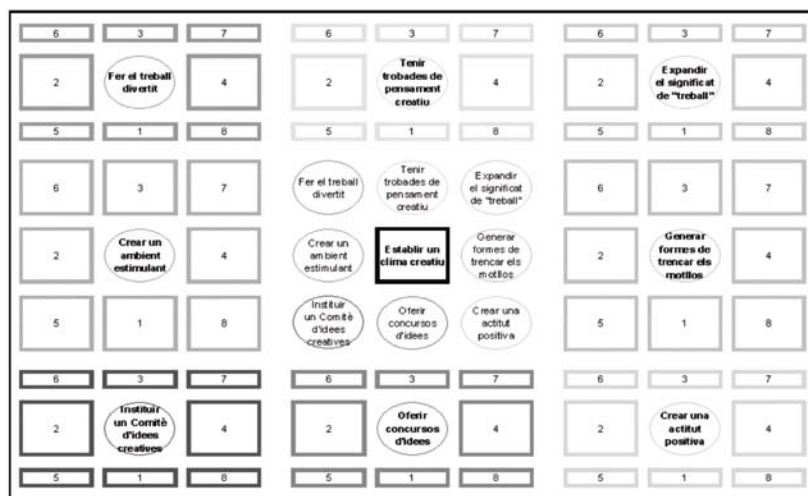 6 3 7 6 3 7 6 3 7
2 Fer el treball divertit 4 2 Tenir trobades de pensament creatiu 4 2 Expandir el significat de "treball" 4
5 1 8 5 1 8 5 1 8
6 3 7 Fer el treball divertit Tenir trobades de pensament creatiu Expandir el significat de "treball" 6 3 7
2 Crear un ambient estimulant 4 Crear un ambient estimulant Establir un clima creatiu Generar formes de trencar els motllos 2 Generar formes de trencar els motllos 4
5 1 8 Instituir un Comitè d'idees creatives Oferir concursos d'idees Crear una actitut positiva 5 1 8
6 3 7 6 3 7 6 3 7
2 Instituir un Comitè d'idees creatives 4 2 Oferir concursos d'idees 4 2 Crear una actitut positiva 4
5 1 8 5 1 8 5 1 8